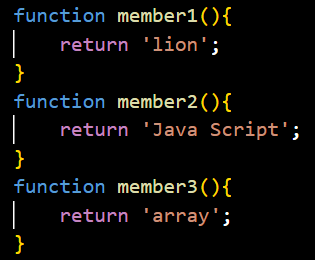 function member1(){
    return 'lion';
}
function member2(){
    return 'Java Script';
}
function member3(){
    return 'array';
}